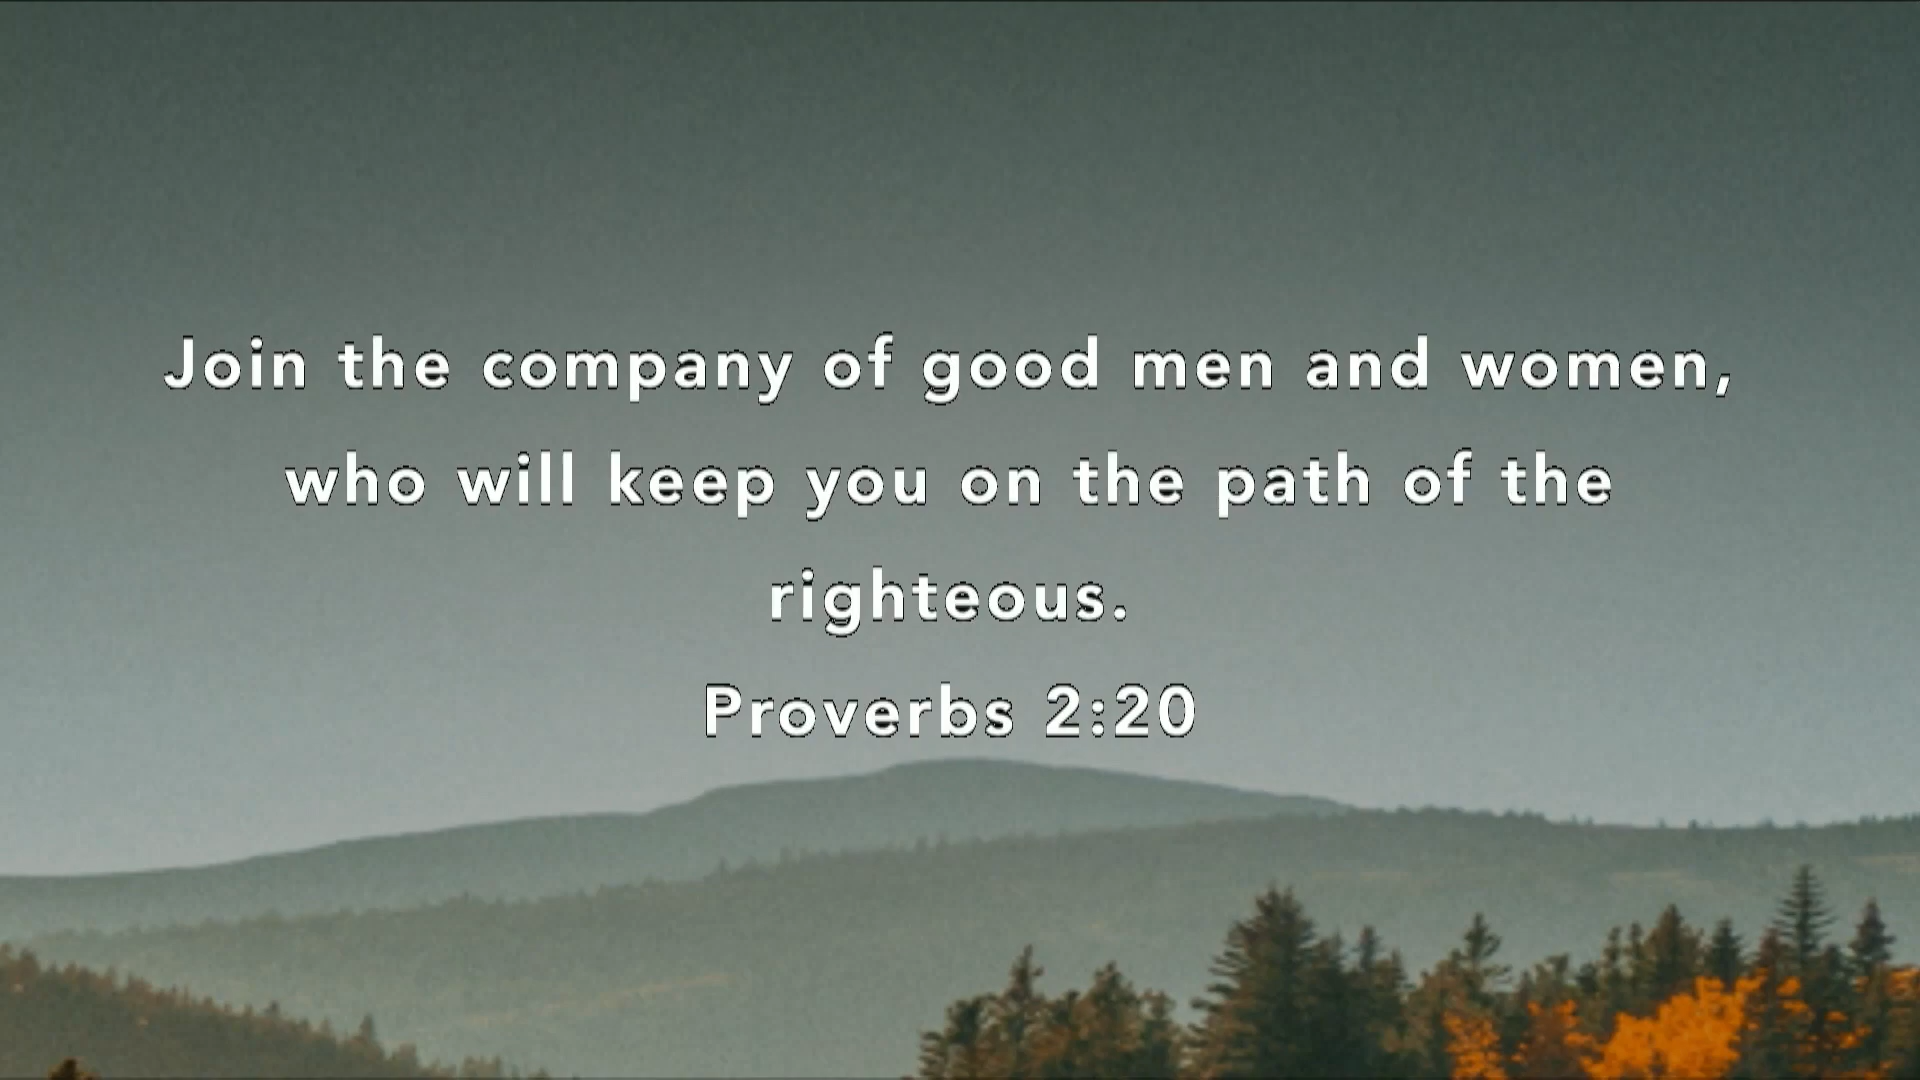 Join the company of good men and women,
who will keep you on the path of the
righteous.
Proverbs 2:20